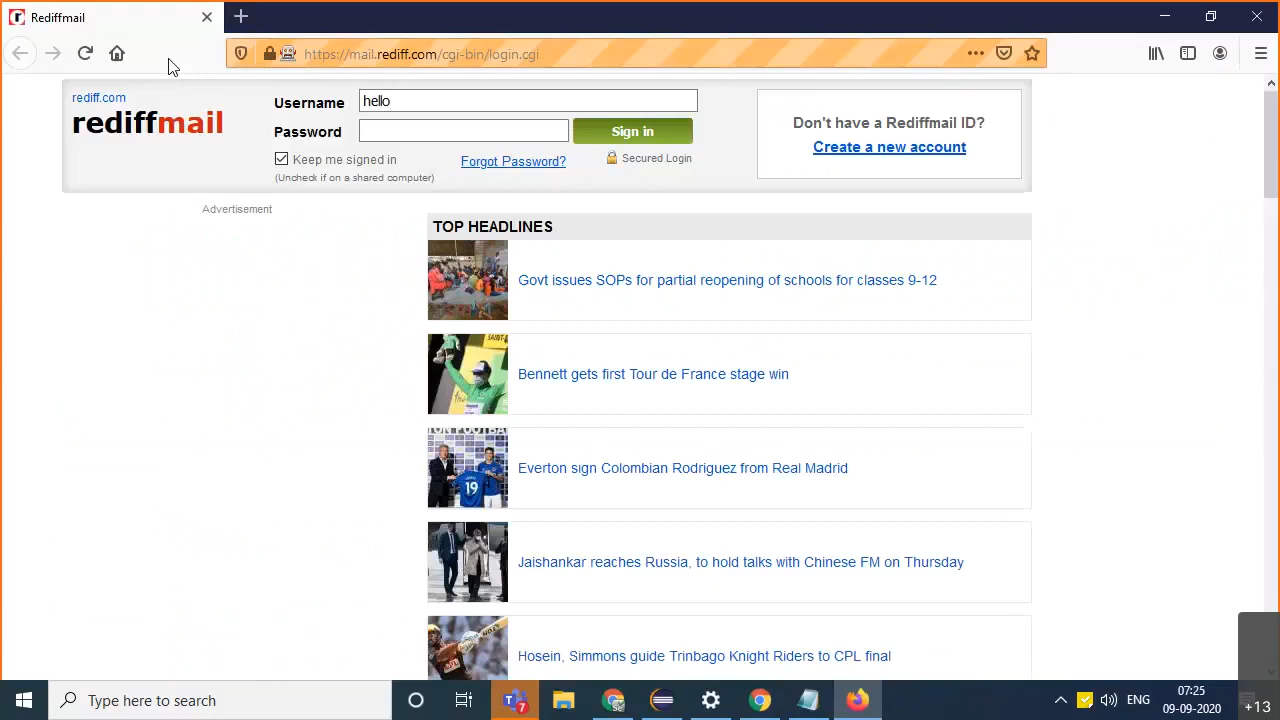 Rediffmail
https://mail.rediff.com/cgi-bin/login.cgi
rediff.com
rediffmail
Username hello
Password
Sign in
Keep me signed in
(Uncheck if on a shared computer)
Forgot Password?
Secured Login
Don't have a Rediffmail ID?
Create a new account
Advertisement
TOP HEADLINES
Govt issues SOPs for partial reopening of schools for classes 9-12
Bennett gets first Tour de France stage win
Everton sign Colombian Rodriguez from Real Madrid
19
Jaishankar reaches Russia, to hold talks with Chinese FM on Thursday
Hosein, Simmons guide Trinbago Knight Riders to CPL final
Type here to search
7
ENG
07:25
09-09-2020
+13